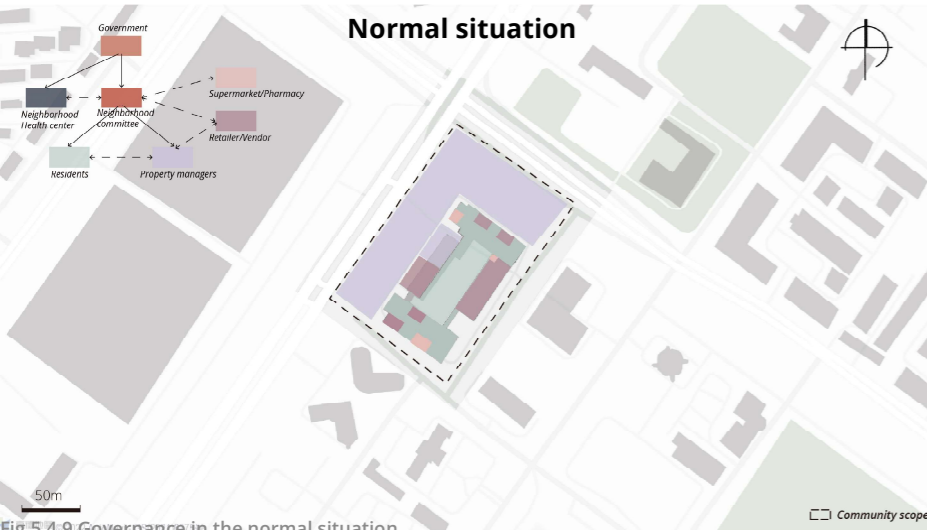 Normal situation
Government
Supermarket/Pharmacy
Neighborhood
Health center
Neighborhood
committee
Retailer/Vendor
Residents
Property managers
50m
Community scope
Fig 5.4.9 Governance in the normal situation